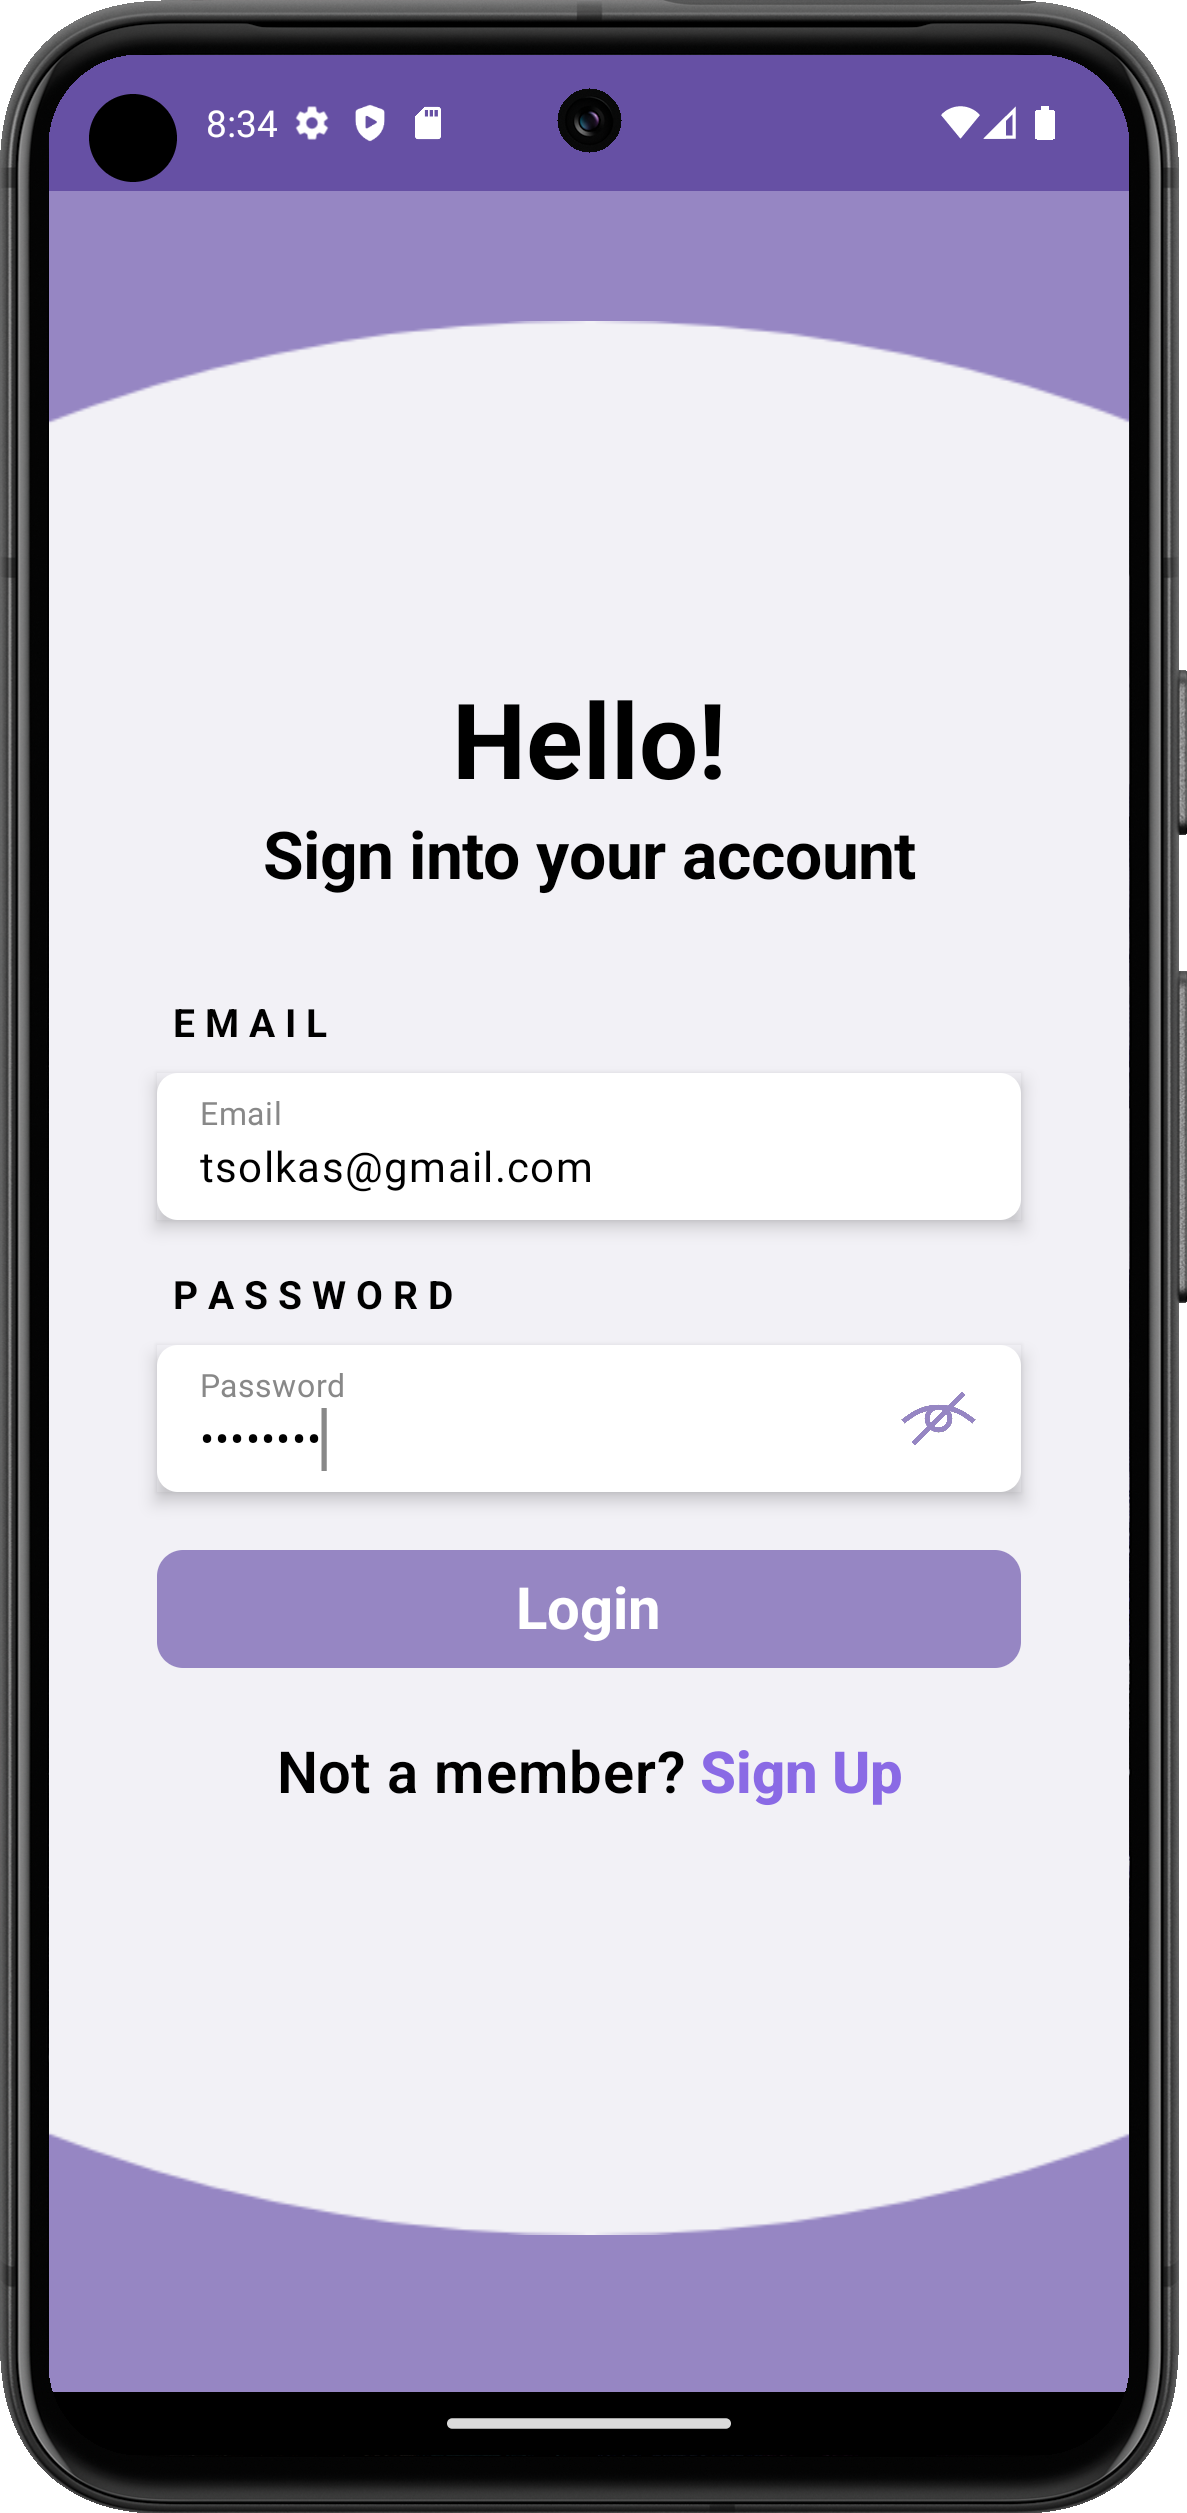 8:34
Hello!
Sign into your account
EMAIL
Email
tsolkas@gmail.com
PASSWORD
Password
••••••••
Login
Not a member? Sign Up